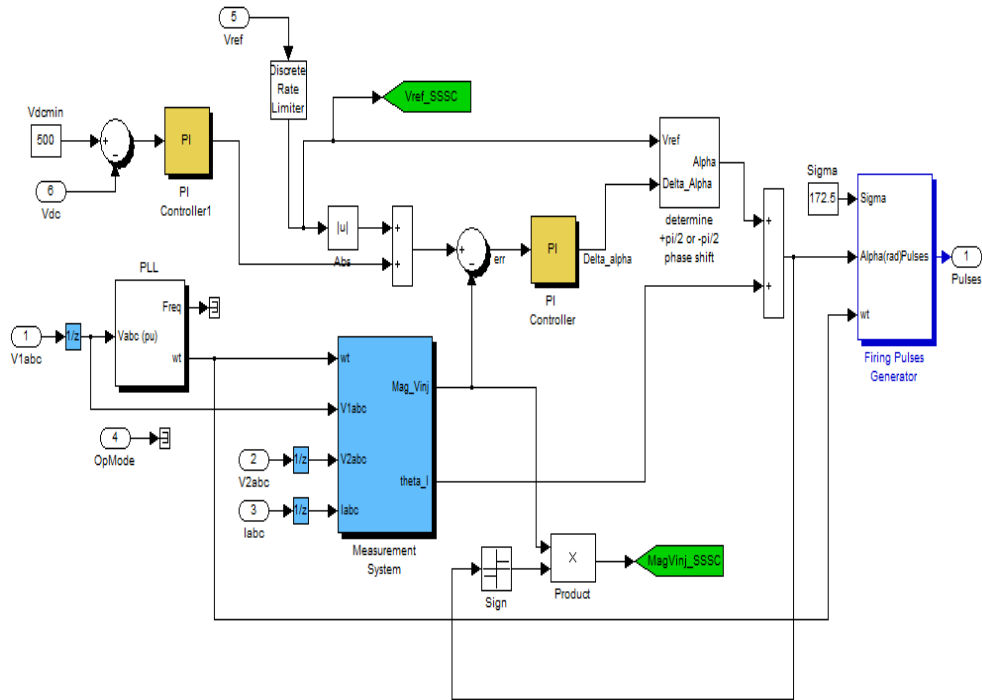 5
Vref
Discrete
Rate
Limiter
Vref_SSSC
Vdcmin
500
+
-
PI
PI
Controller1
6
Vdc
Vref
Alpha
Delta_Alpha
determine
+pi/2 or -pi/2
phase shift
Sigma
172.5
Sigma
Alpha(rad)
Pulses
wt
Firing Pulses
Generator
1
Pulses
|u|
Abs
+
+
+
-
err
PI
Delta_alpha
PI
Controller
+
+
PLL
Freq
Vabc (pu)
wt
1
V1abc
1/z
4
OpMode
wt
Mag_Vinj
V1abc
V2abc
theta_I
Iabc
Measurement
System
2
V2abc
1/z
3
Iabc
1/z
Sign
X
Product
MagVinj_SSSC